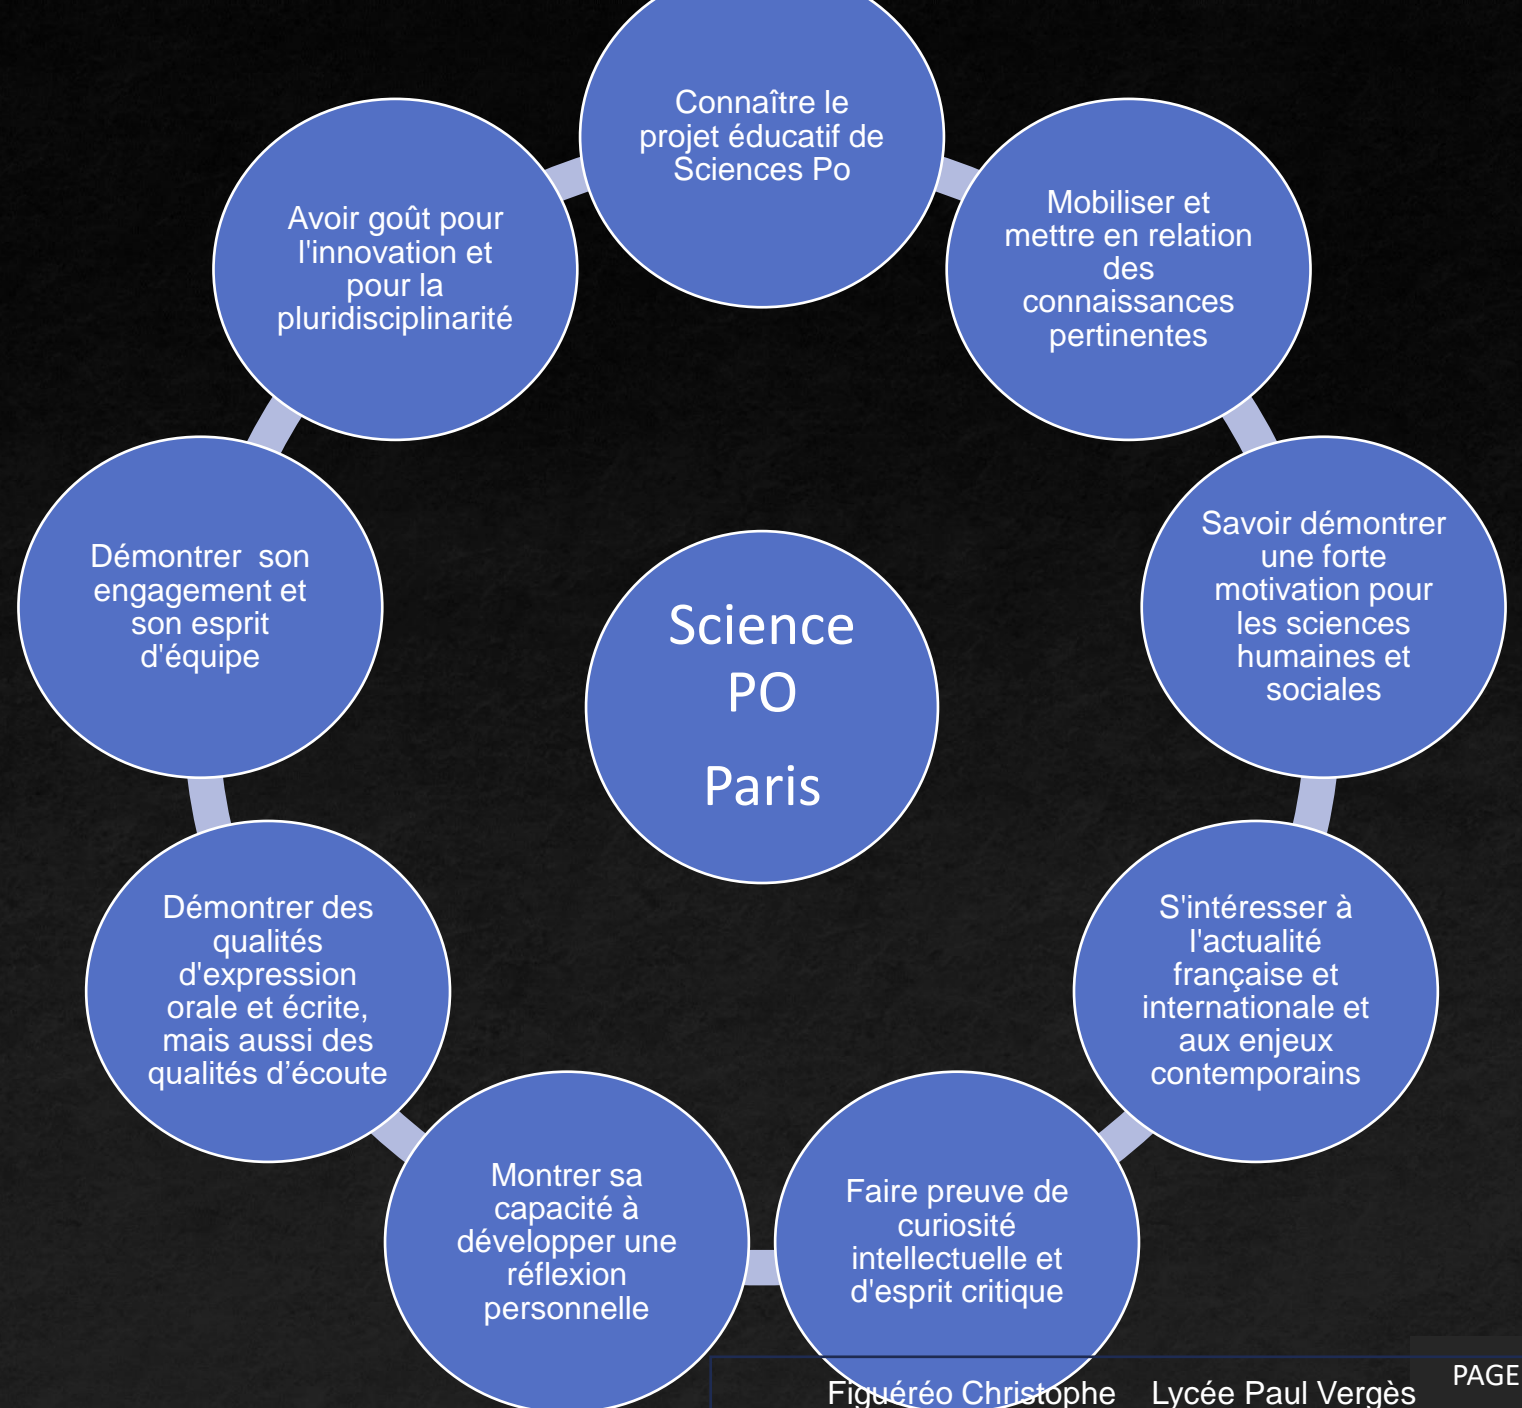 Connaître le
projet éducatif de
Sciences Po
Mobiliser et
mettre en relation
des
connaissances
pertinentes
Savoir démontrer
une forte
motivation pour
les sciences
humaines et
sociales
S'intéresser à
l'actualité
française et
internationale et
aux enjeux
contemporains
Faire preuve de
curiosité
intellectuelle et
d'esprit critique
Montrer sa
capacité à
développer une
réflexion
personnelle
Démontrer des
qualités
d'expression
orale et écrite,
mais aussi des
qualités d’écoute
Démontrer  son
engagement et
son esprit
d'équipe
Avoir goût pour
l'innovation et
pour la
pluridisciplinarité
Science
PO
Paris
Figuéréo Christophe    Lycée Paul Vergès
PAGE